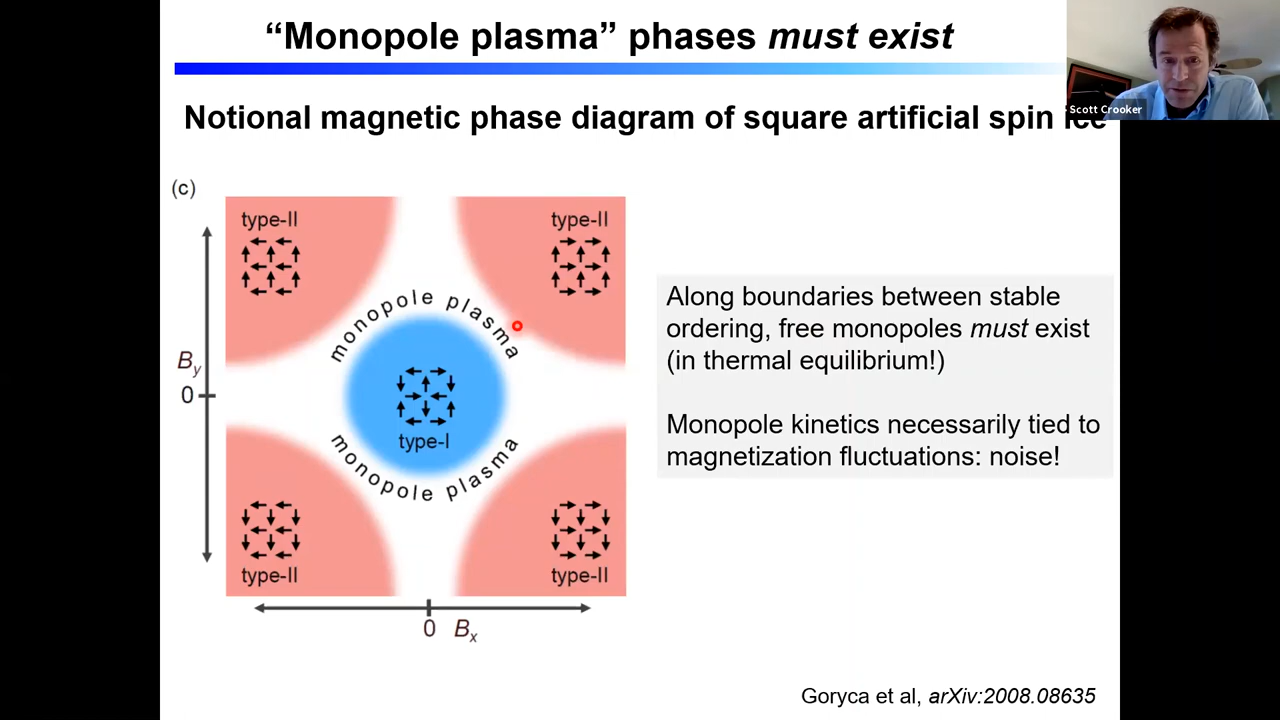 “Monopole plasma” phases must exist
Scott Crooker
Notional magnetic phase diagram of square artificial spin ice
(c)
type-II
type-II
monopole plasma
By
0
type-I
monopole plasma
type-II
type-II
0 Bx
Along boundaries between stable
ordering, free monopoles must exist
(in thermal equilibrium!)
Monopole kinetics necessarily tied to
magnetization fluctuations: noise!
Goryca et al, arXiv:2008.08635